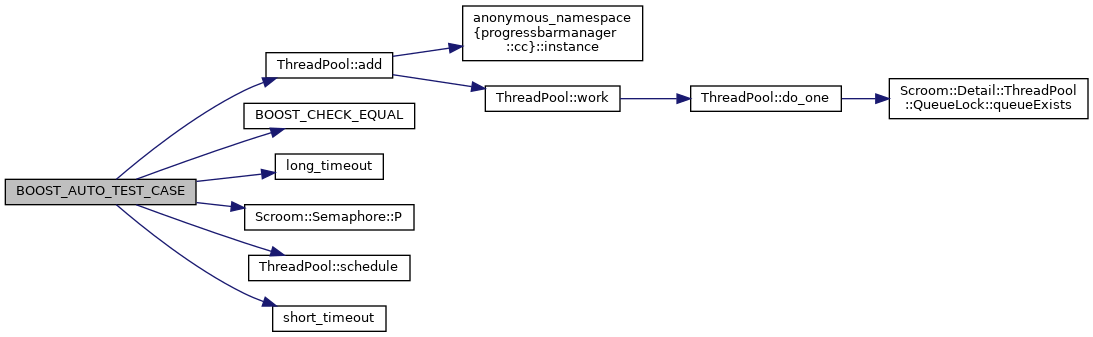 anonymous_namespace
{progressbarmanager
::cc}::instance
ThreadPool::add
ThreadPool::work
ThreadPool::do_one
Scroom::Detail::ThreadPool
::QueueLock::queueExists
BOOST_CHECK_EQUAL
long_timeout
BOOST_AUTO_TEST_CASE
Scroom::Semaphore::P
ThreadPool::schedule
short_timeout